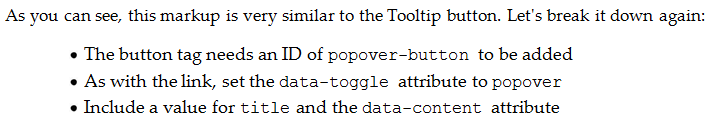 As you can see, this markup is very similar to the Tooltip button. Let's break it down again:
• The button tag needs an ID of popover-button to be added
• As with the link, set the data-toggle attribute to popover
• Include a value for title and the data-content attribute